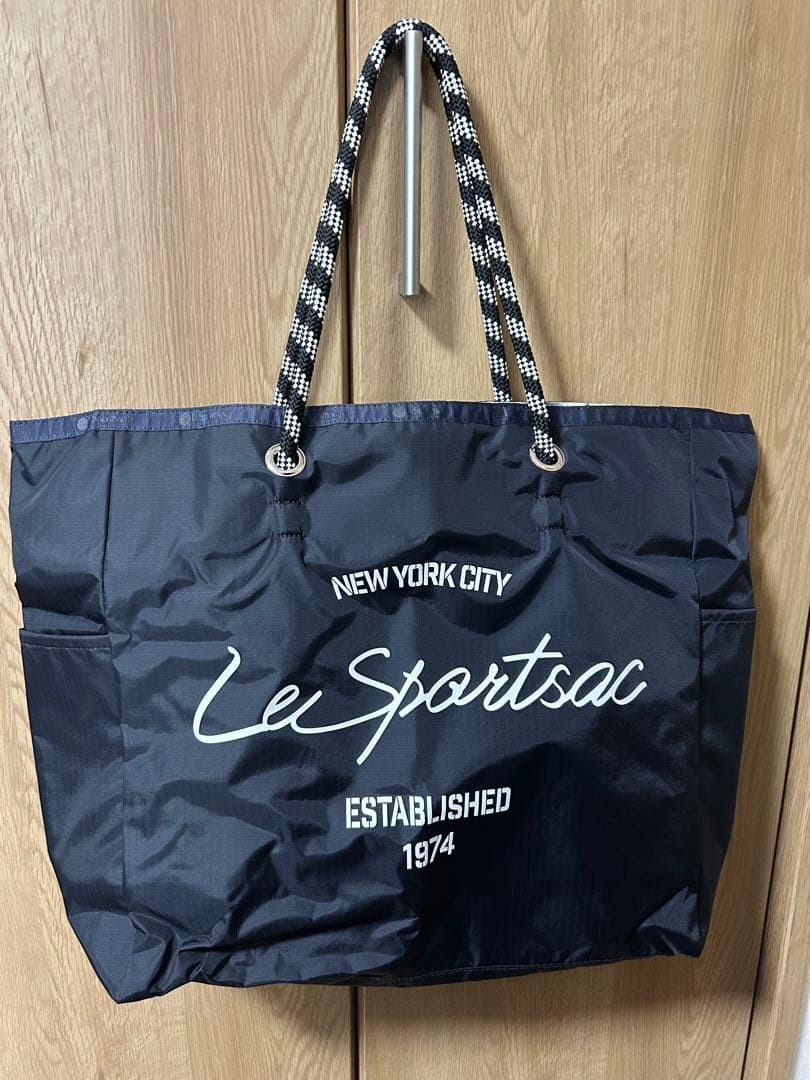 NEW YORK CITY
LeSportsac
ESTABLISHED
1974